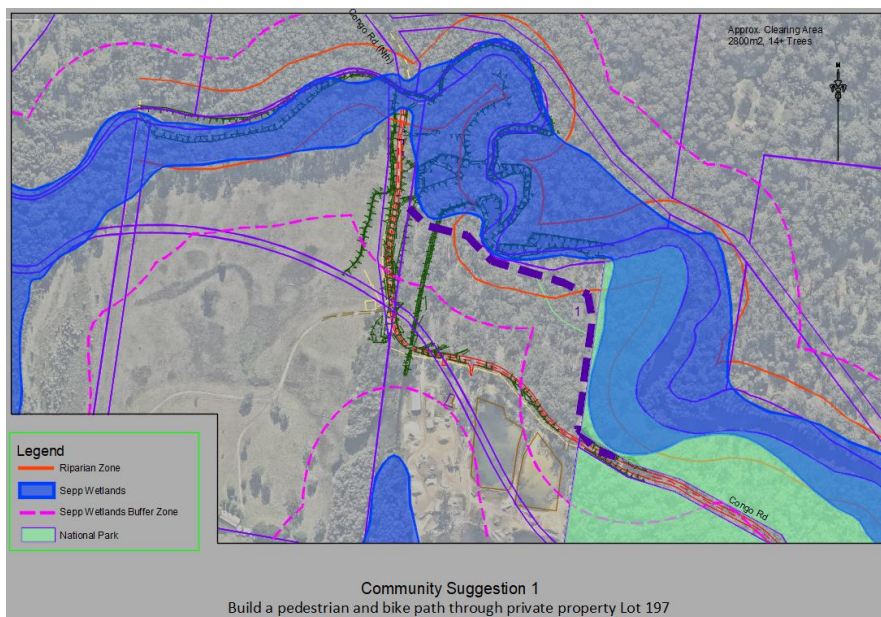 Congo Rd (Nth)
Approx. Clearing Area
2800m2, 14+ Trees
N
1
Legend
Riparian Zone
Sepp Wetlands
Sepp Wetlands Buffer Zone
National Park
Congo Rd
Community Suggestion 1
Build a pedestrian and bike path through private property Lot 197